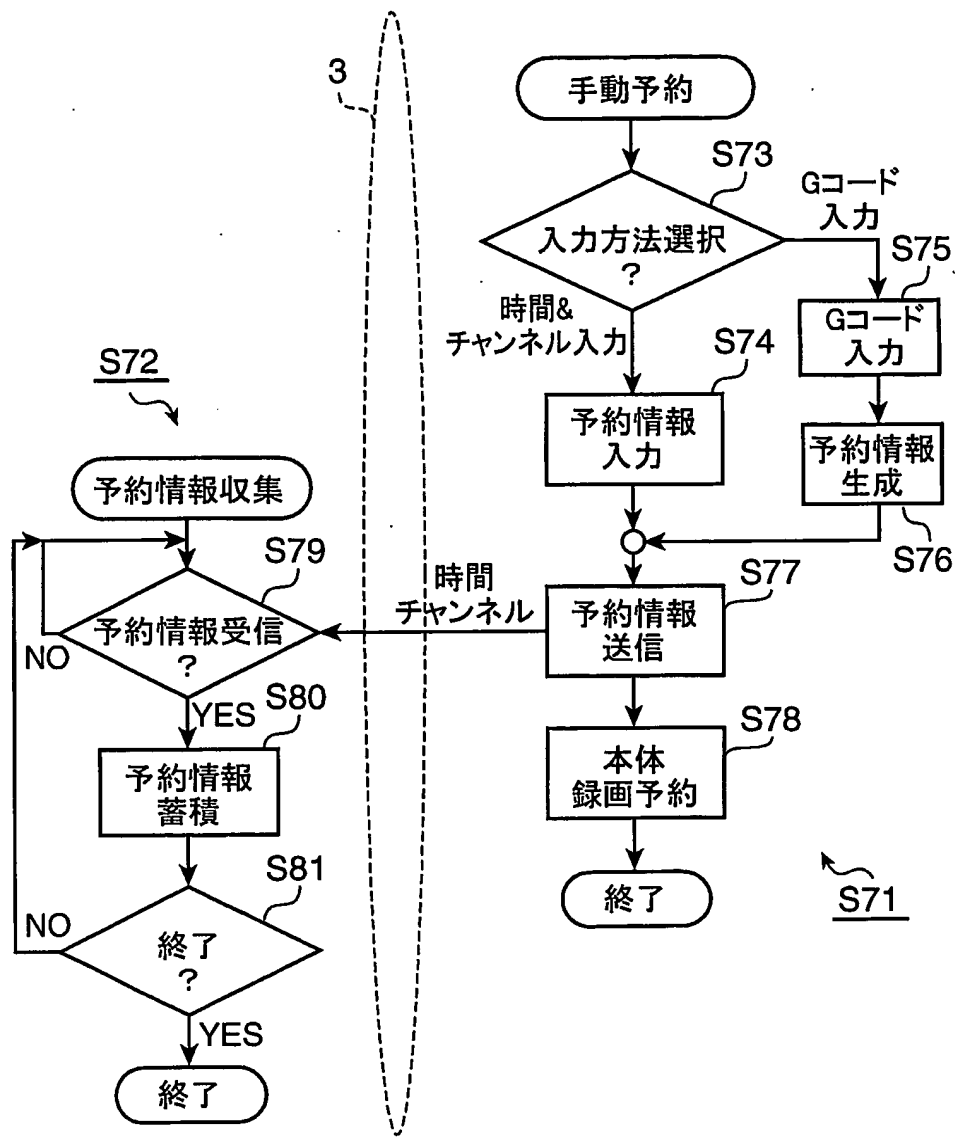 3
手動予約
S73
Gコード
入力
入力方法選択
?
S75
Gコード
入力
時間&
チャンネル入力
S74
予約情報
入力
予約情報
生成
S76
S72
予約情報収集
S79
予約情報受信
?
NO
時間
チャンネル
S77
予約情報
送信
YES
S80
予約情報
蓄積
S78
本体
録画予約
S81
終了
?
NO
YES
終了
終了
S71